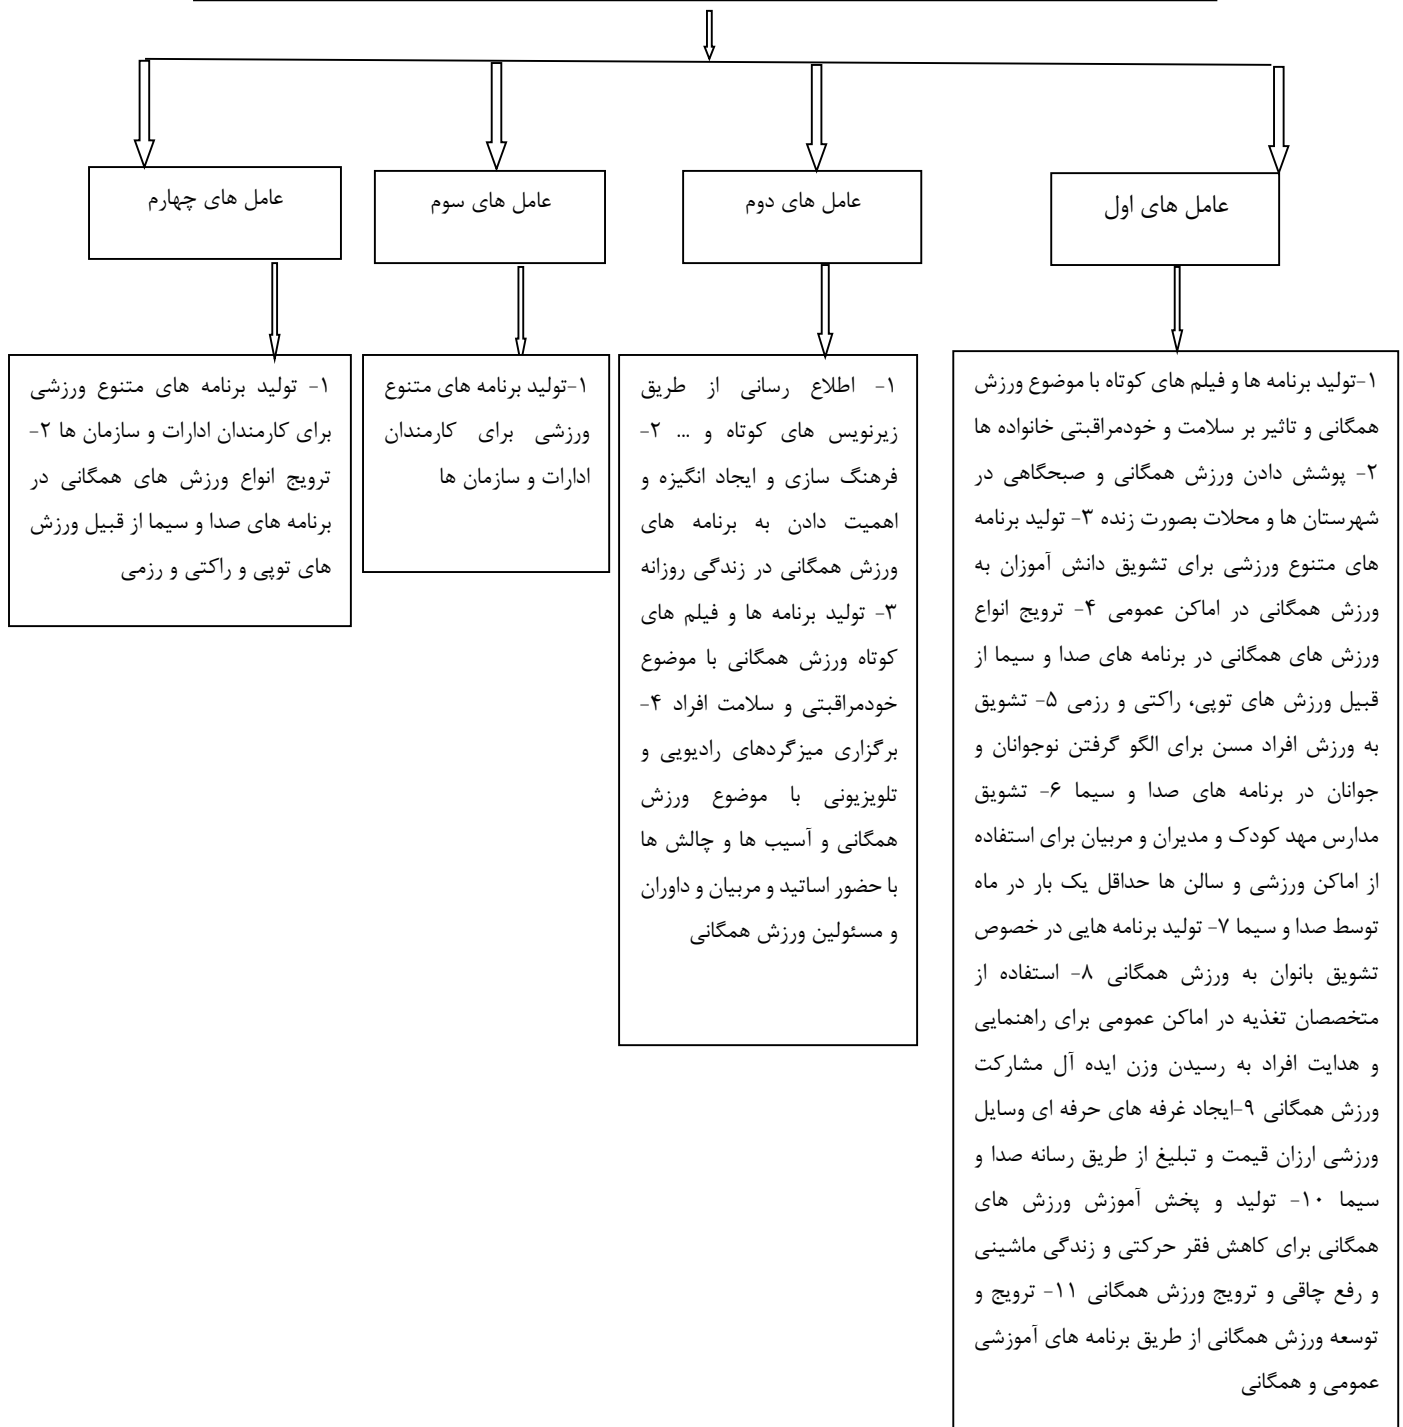 عامل های اول
عامل های دوم
عامل های سوم
عامل های چهارم
۱-تولید برنامه ها و فیلم های کوتاه با موضوع ورزش
همگانی و تاثیر بر سلامت و خودمراقبتی خانواده ها
۲- پوشش دادن ورزش همگانی و صبحگاهی در
شهرستان ها و محلات بصورت زنده ۳- تولید برنامه
های متنوع ورزشی برای تشویق دانش آموزان به
ورزش همگانی در اماکن عمومی ۴- ترویج انواع
ورزش های همگانی در برنامه های صدا و سیما از
قبیل ورزش های توپی، راکتی و رزمی ۵- تشویق
به ورزش افراد مسن برای الگو گرفتن نوجوانان و
جوانان در برنامه های صدا و سیما ۶- تشویق
مدارس مهد کودک و مدیران و مربیان برای استفاده
از اماکن ورزشی و سالن ها حداقل یک بار در ماه
توسط صدا و سیما ۷- تولید برنامه هایی در خصوص
تشویق بانوان به ورزش همگانی ۸- استفاده از
متخصصان تغذیه در اماکن عمومی برای راهنمایی
و هدایت افراد به رسیدن وزن ایده آل مشارکت
ورزش همگانی ۹-ایجاد غرفه های حرفه ای وسایل
ورزشی ارزان قیمت و تبلیغ از طریق رسانه صدا و
سیما ۱۰- تولید و پخش آموزش ورزش های
همگانی برای کاهش فقر حرکتی و زندگی ماشینی
و رفع چاقی و ترویج ورزش همگانی ۱۱- ترویج و
توسعه ورزش همگانی از طریق برنامه های آموزشی
عمومی و همگانی
۱- اطلاع رسانی از طریق
زیرنویس های کوتاه و ... ۲-
فرهنگ سازی و ایجاد انگیزه و
اهمیت دادن به برنامه های
ورزش همگانی در زندگی روزانه
۳- تولید برنامه ها و فیلم های
کوتاه ورزش همگانی با موضوع
خودمراقبتی و سلامت افراد ۴-
برگزاری میزگردهای رادیویی و
تلویزیونی با موضوع ورزش
همگانی و آسیب ها و چالش ها
با حضور اساتید و مربیان و داوران
و مسئولین ورزش همگانی
۱-تولید برنامه های متنوع
ورزشی برای کارمندان
ادارات و سازمان ها
۱- تولید برنامه های متنوع ورزشی
برای کارمندان ادارات و سازمان ها ۲-
ترویج انواع ورزش های همگانی در
برنامه های صدا و سیما از قبیل ورزش
های توپی و راکتی و رزمی